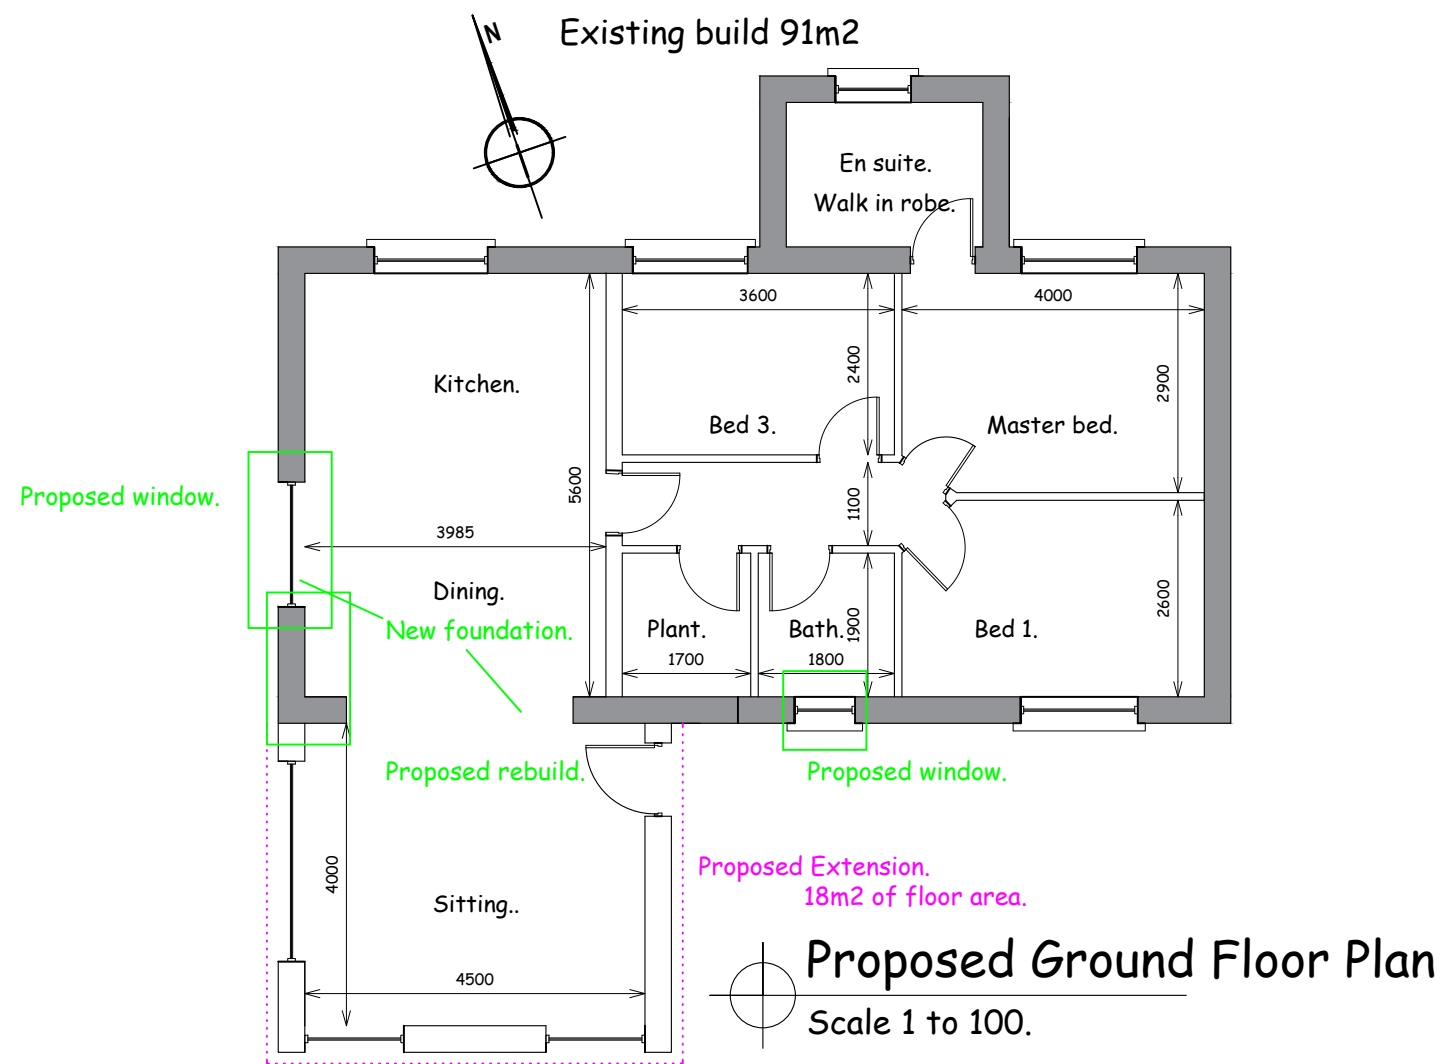 N
Existing build 91m2
En suite.
Walk in robe.
3600
4000
2400
2900
Kitchen.
Bed 3.
Master bed.
Proposed window.
5600
1100
3985
Dining.
New foundation.
Plant.
Bath.
1900
Bed 1.
2600
1700
1800
Proposed rebuild.
Proposed window.
4000
Proposed Extension.
18m2 of floor area.
Sitting..
4500
Proposed Ground Floor Plan
Scale 1 to 100.